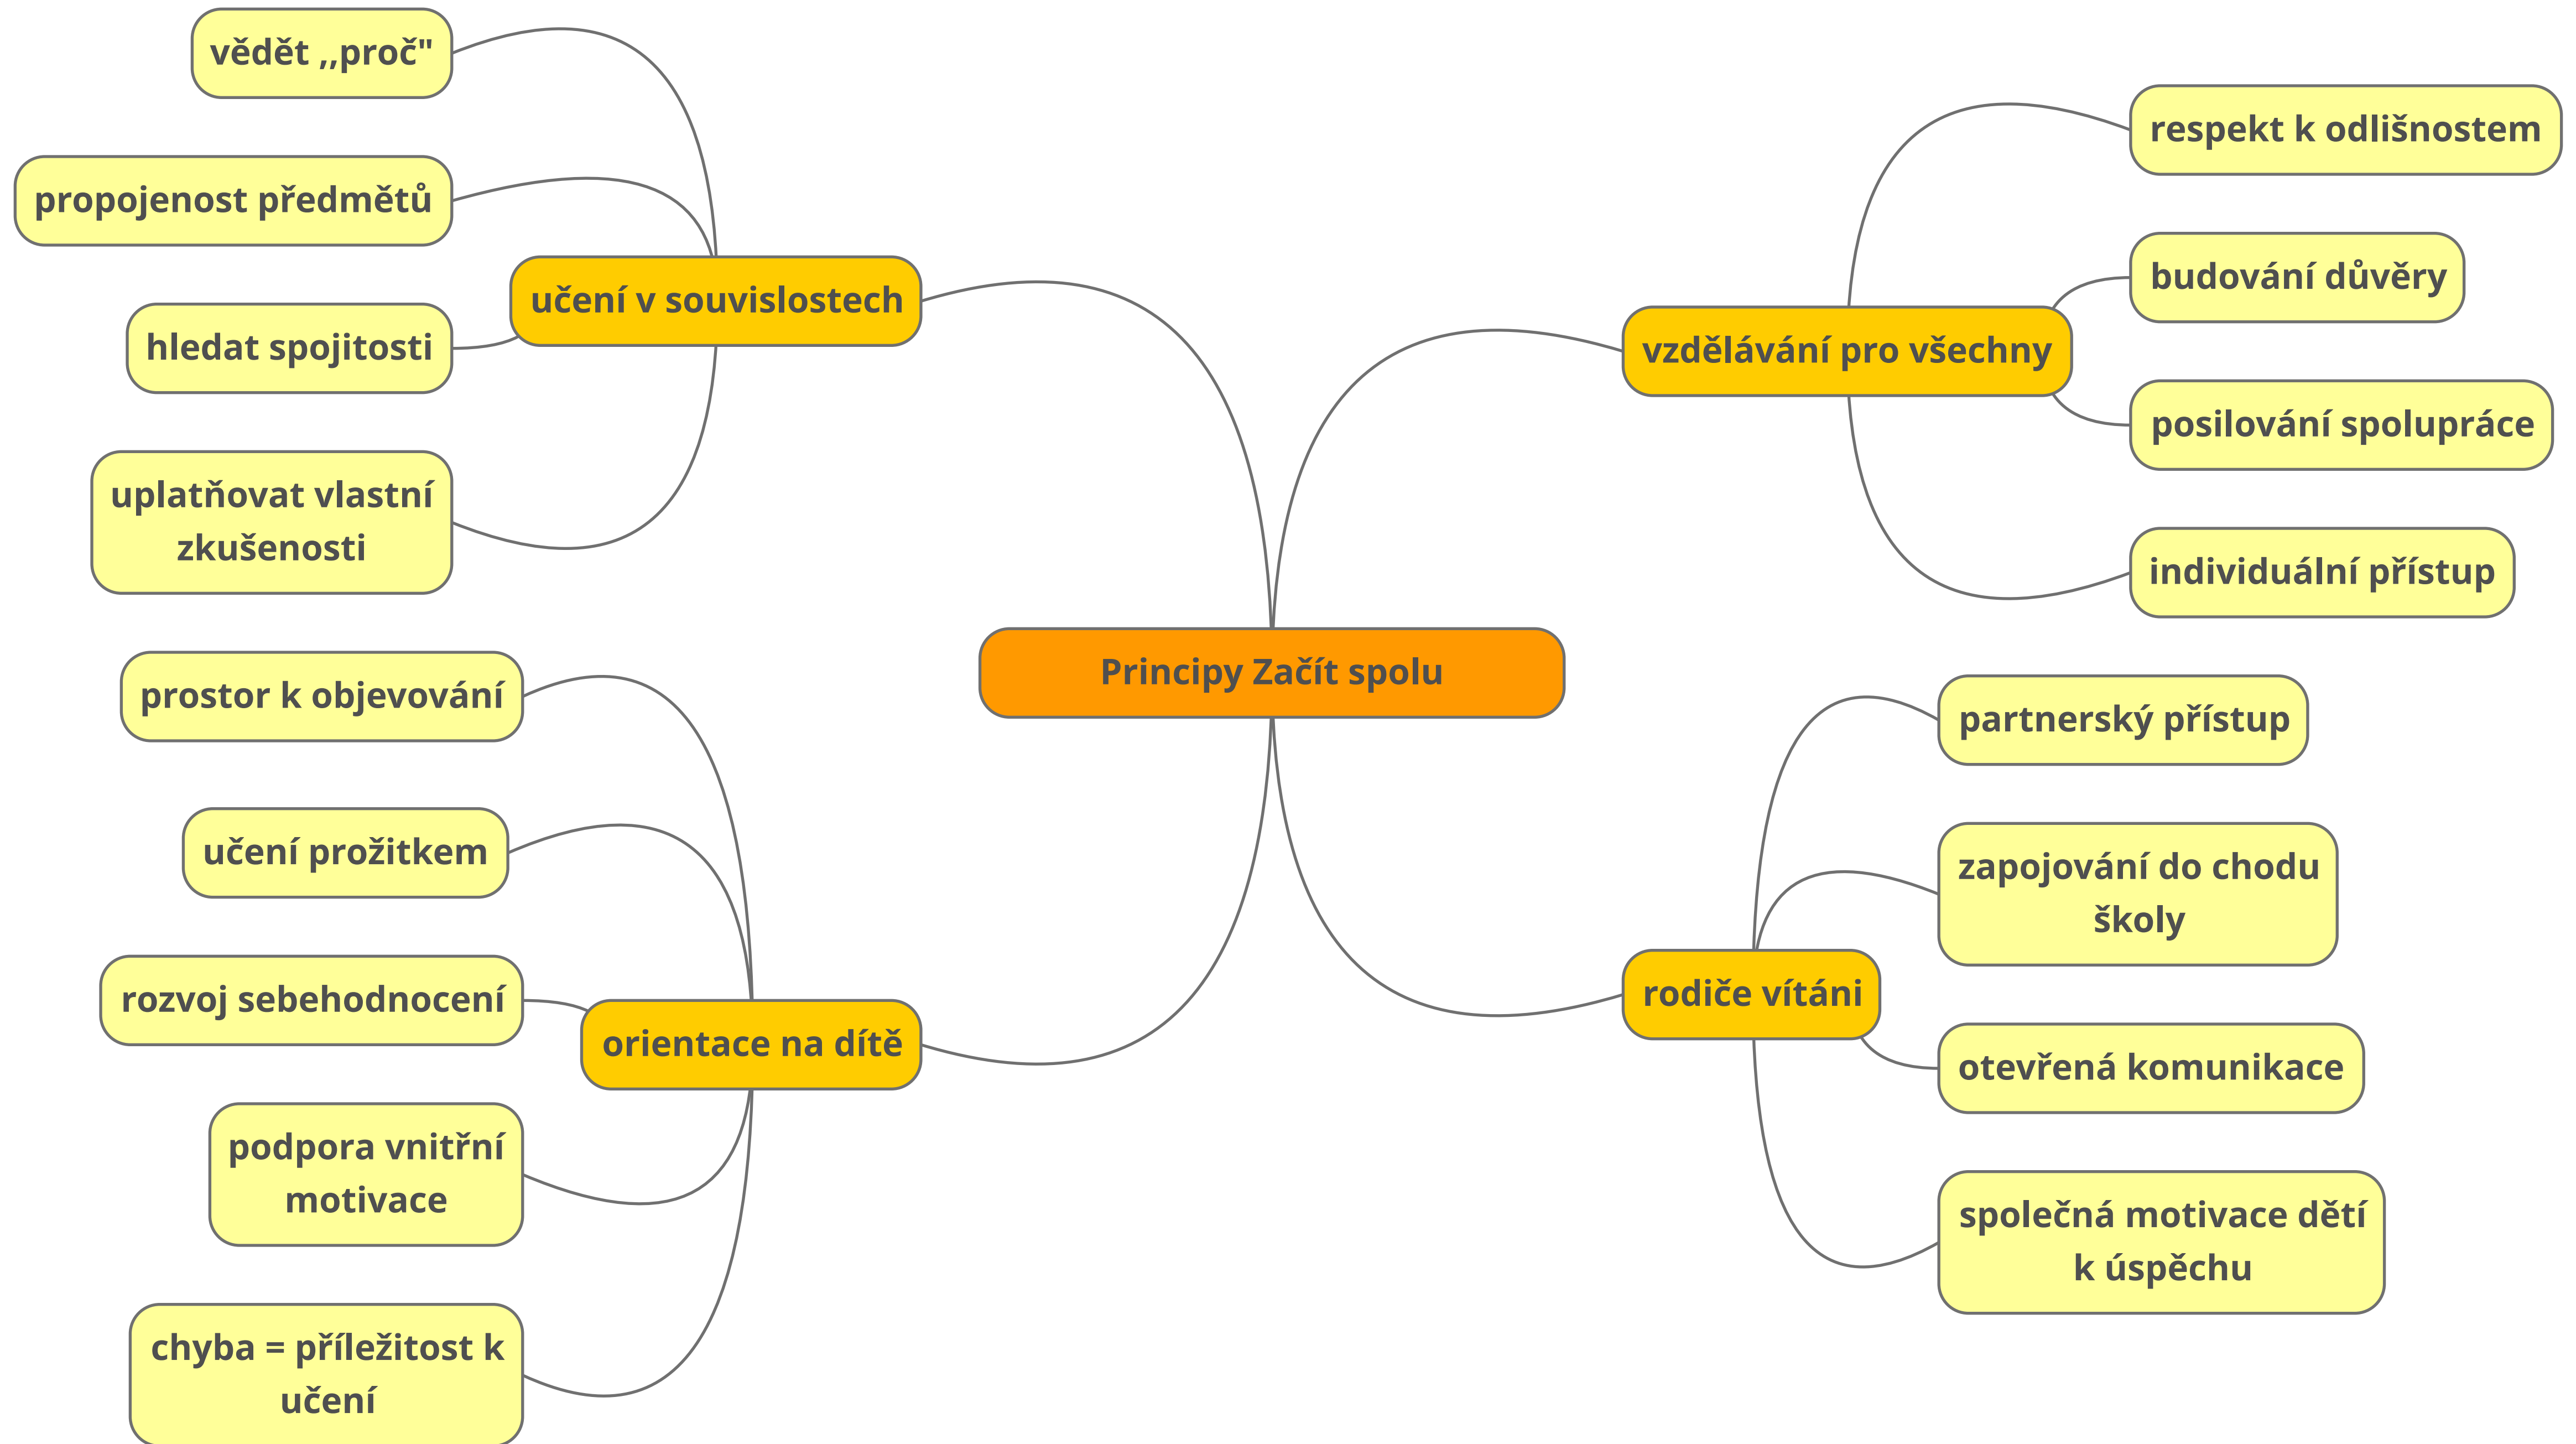 Principy Začít spolu
učení v souvislostech
vědět ,,proč"
propojenost předmětů
hledat spojitosti
uplatňovat vlastní
zkušenosti
orientace na dítě
prostor k objevování
učení prožitkem
rozvoj sebehodnocení
podpora vnitřní
motivace
chyba = příležitost k
učení
vzdělávání pro všechny
respekt k odlišnostem
budování důvěry
posilování spolupráce
individuální přístup
rodiče vítáni
partnerský přístup
zapojování do chodu
školy
otevřená komunikace
společná motivace dětí
k úspěchu